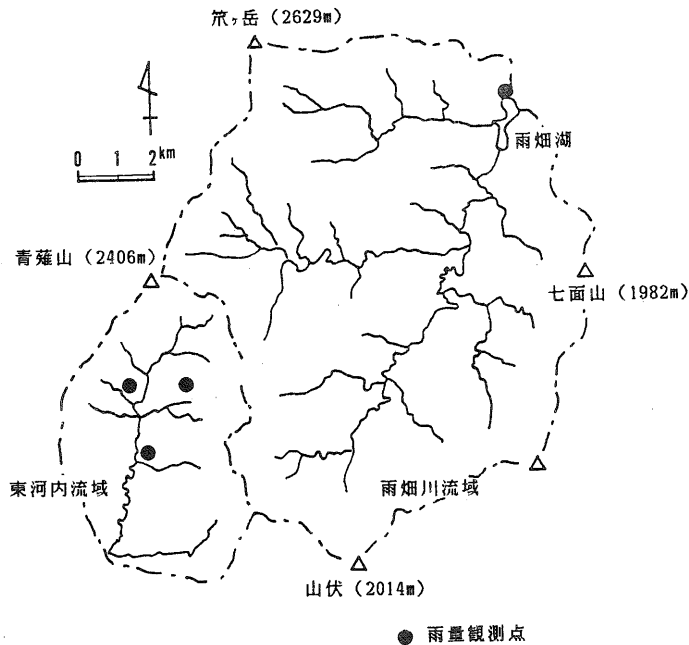 笊ヶ岳（2629m）
0 1 2km
雨畑湖
青薙山（2406m）
七面山（1982m）
東河内流域
雨畑川流域
山伏（2014m）
雨量観測点